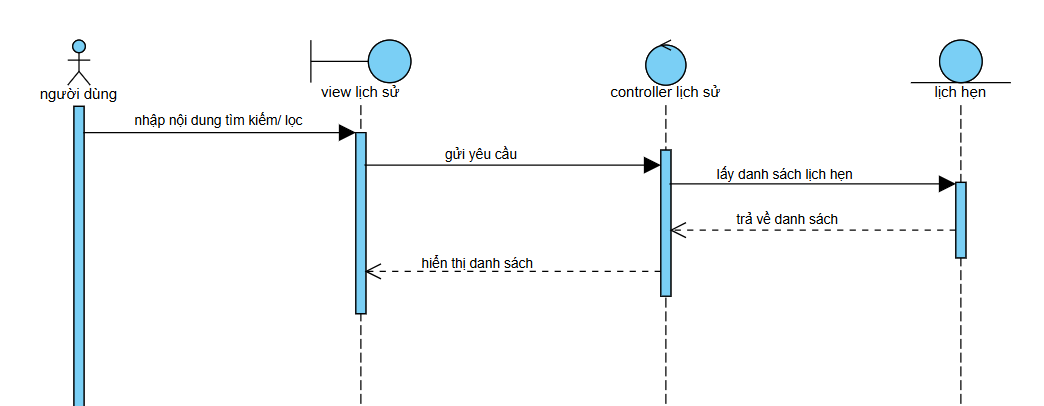 người dùng
view lịch sử
controller lịch sử
lịch hẹn
nhập nội dung tìm kiếm/ lọc
gửi yêu cầu
lấy danh sách lịch hẹn
trả về danh sách
hiển thị danh sách